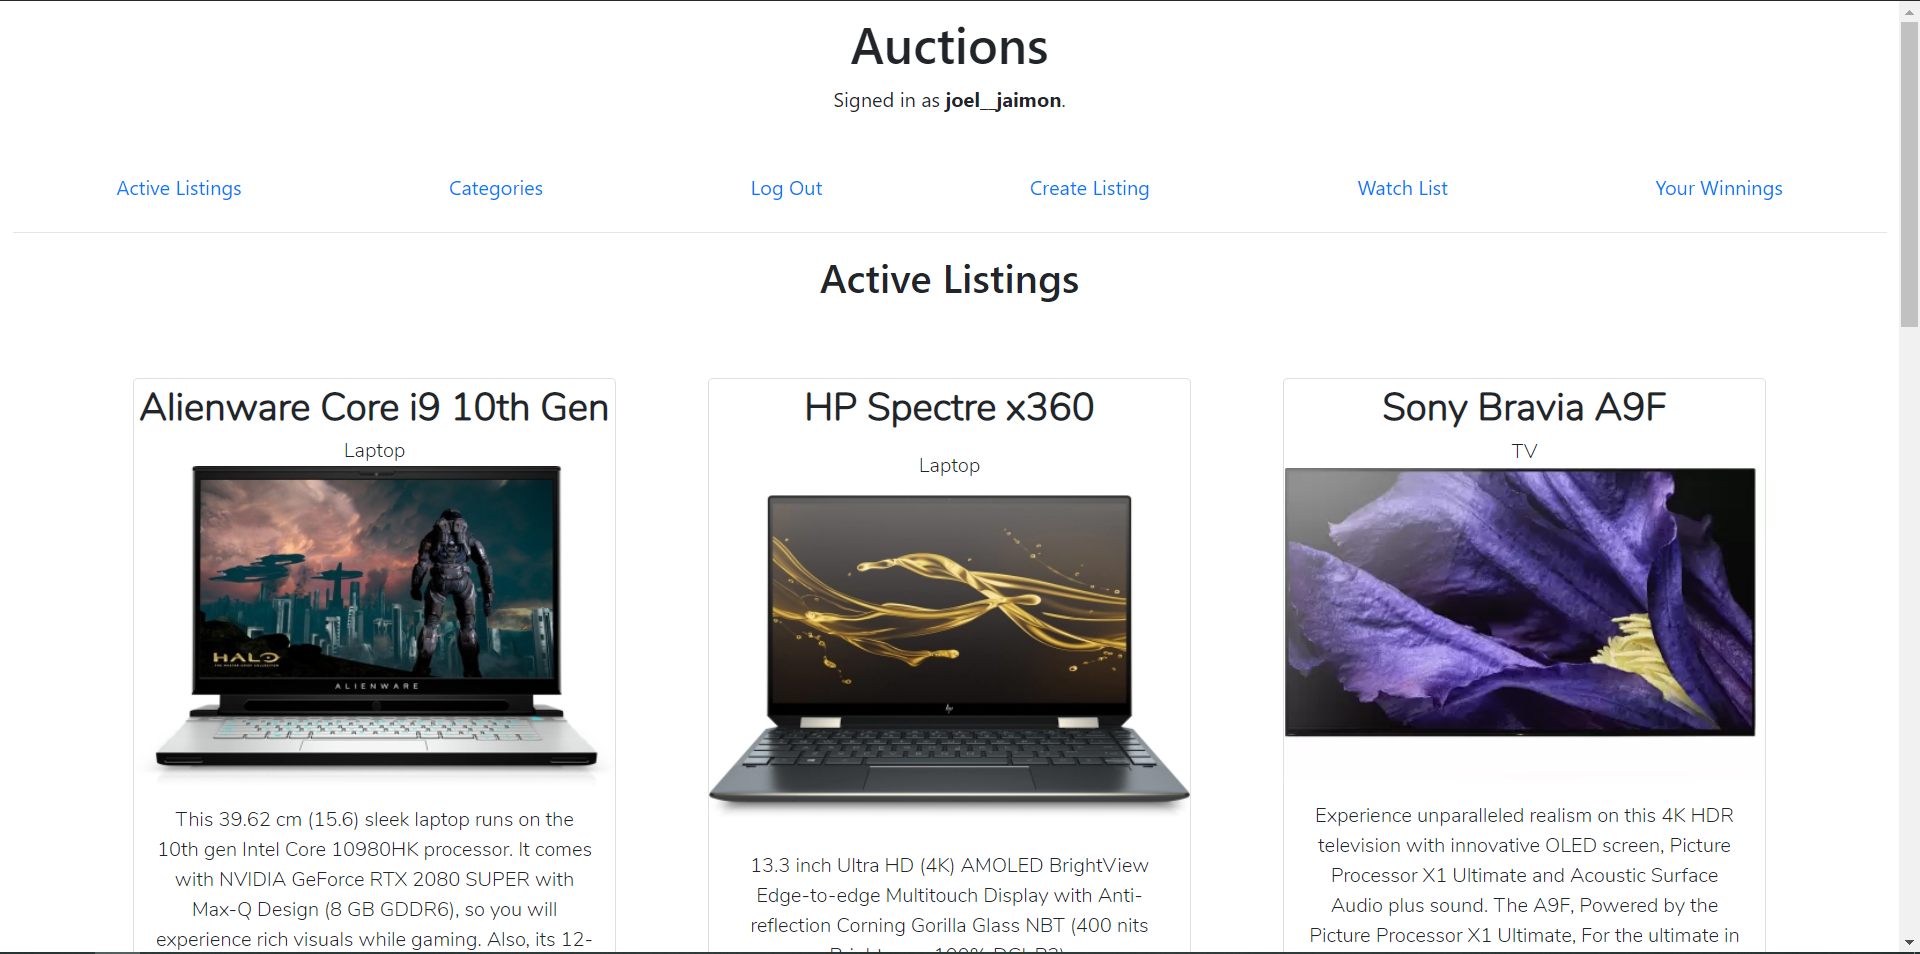 Auctions
Signed in as joel__jaimon.
Active Listings Categories Log Out Create Listing Watch List Your Winnings
Active Listings
Alienware Core i9 10th Gen
Laptop
HALO
ALIENWARE
This 39.62 cm (15.6) sleek laptop runs on the
10th gen Intel Core 10980HK processor. It comes
with NVIDIA GeForce RTX 2080 SUPER with
Max-Q Design (8 GB GDDR6), so you will
experience rich visuals while gaming. Also, its 12-
HP Spectre x360
Laptop
hp
13.3 inch Ultra HD (4K) AMOLED BrightView
Edge-to-edge Multitouch Display with Anti-
reflection Corning Gorilla Glass NBT (400 nits
Sony Bravia A9F
TV
Experience unparalleled realism on this 4K HDR
television with innovative OLED screen, Picture
Processor X1 Ultimate and Acoustic Surface
Audio plus sound. The A9F, Powered by the
Picture Processor X1 Ultimate, For the ultimate in